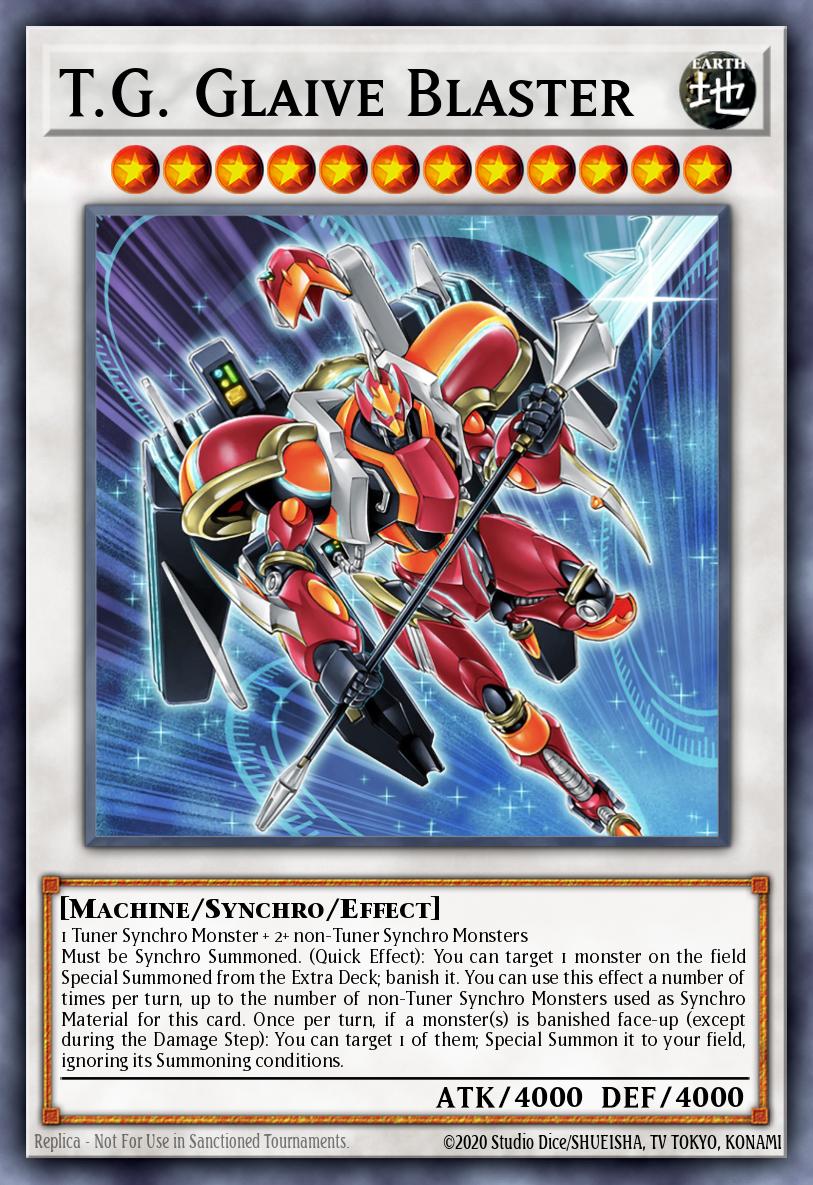 T.G. Glaive Blaster
EARTH
地
[Machine/Synchro/Effect]
1 Tuner Synchro Monster + 2+ non-Tuner Synchro Monsters
Must be Synchro Summoned. (Quick Effect): You can target 1 monster on the field
Special Summoned from the Extra Deck; banish it. You can use this effect a number of
times per turn, up to the number of non-Tuner Synchro Monsters used as Synchro
Material for this card. Once per turn, if a monster(s) is banished face-up (except
during the Damage Step): You can target 1 of them; Special Summon it to your field,
ignoring its Summoning conditions.
ATK/4000 DEF/4000
Replica - Not For Use in Sanctioned Tournaments.
©2020 Studio Dice/SHUEISHA, TV TOKYO, KONAMI